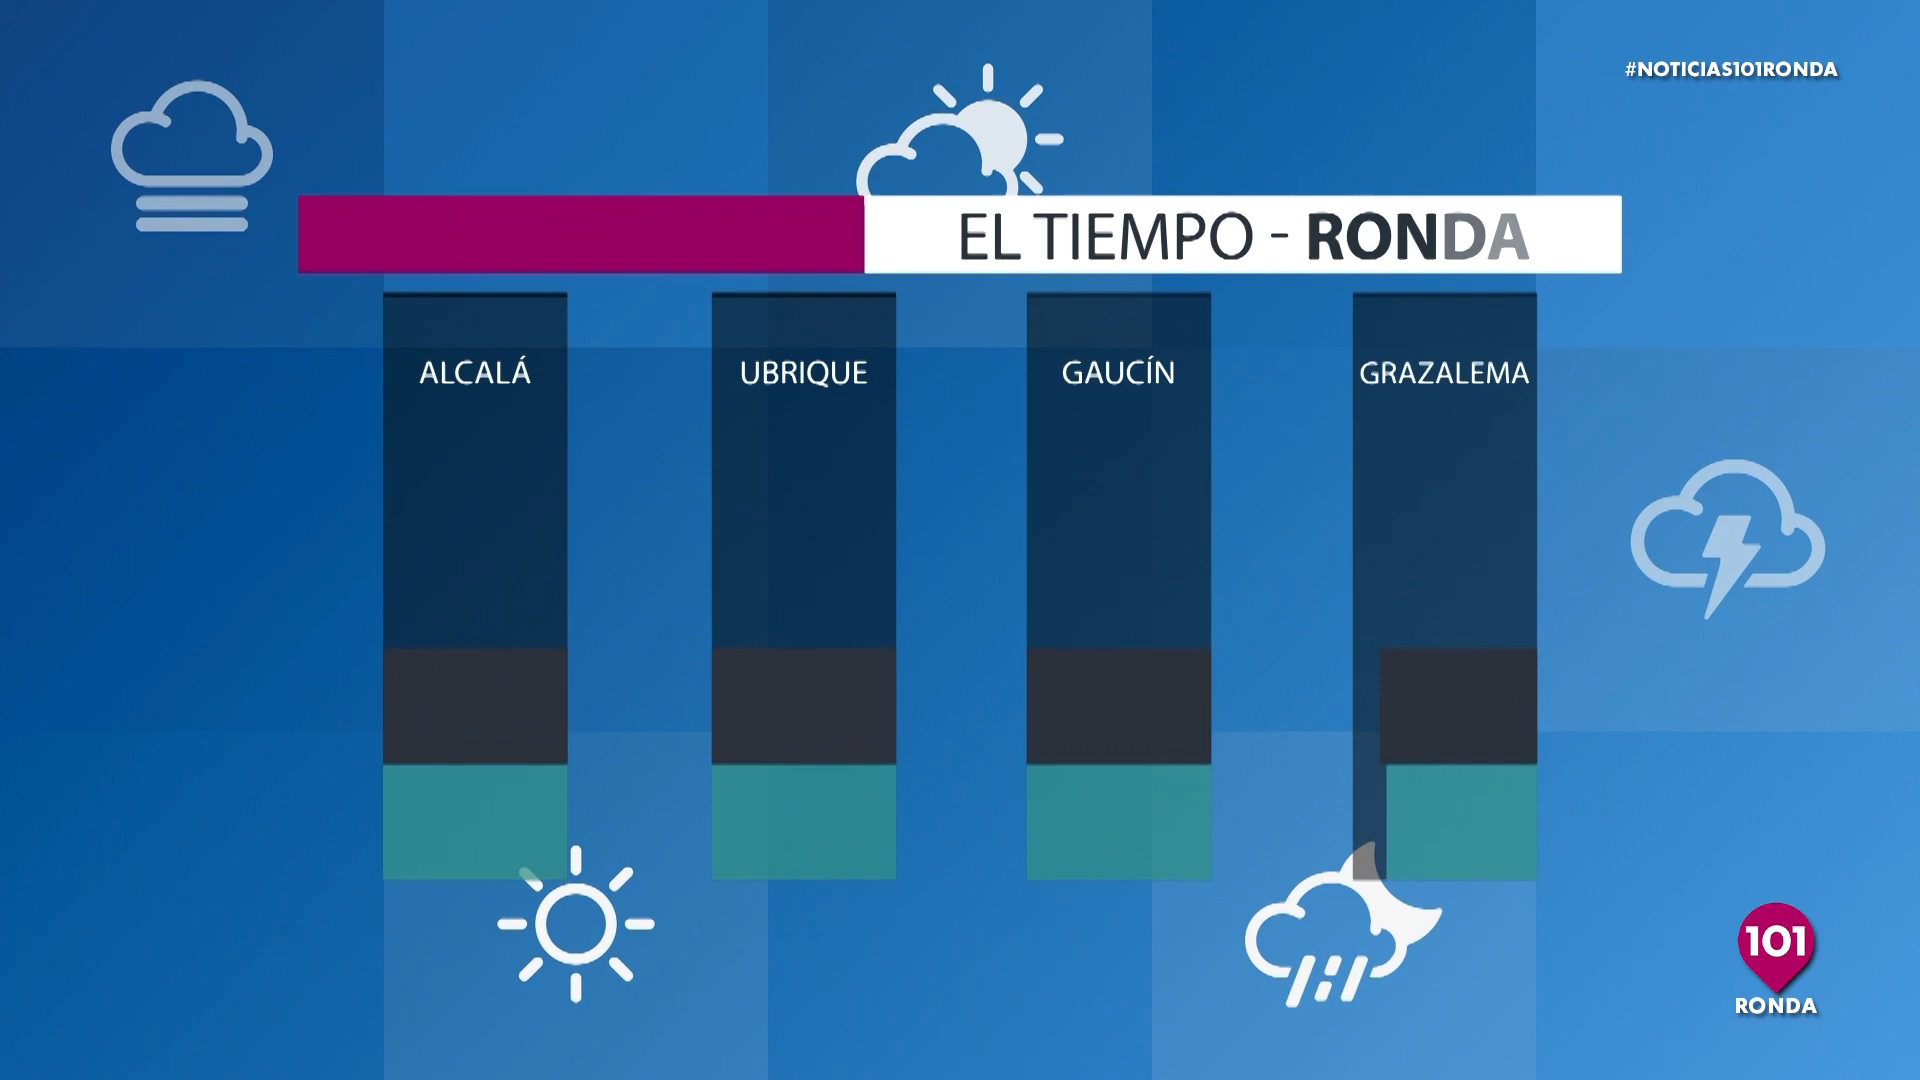 #NOTICIAS101RONDA
EL TIEMPO - RONDA
ALCALÁ
UBRIQUE
GAUCÍN
GRAZALEMA
101
RONDA